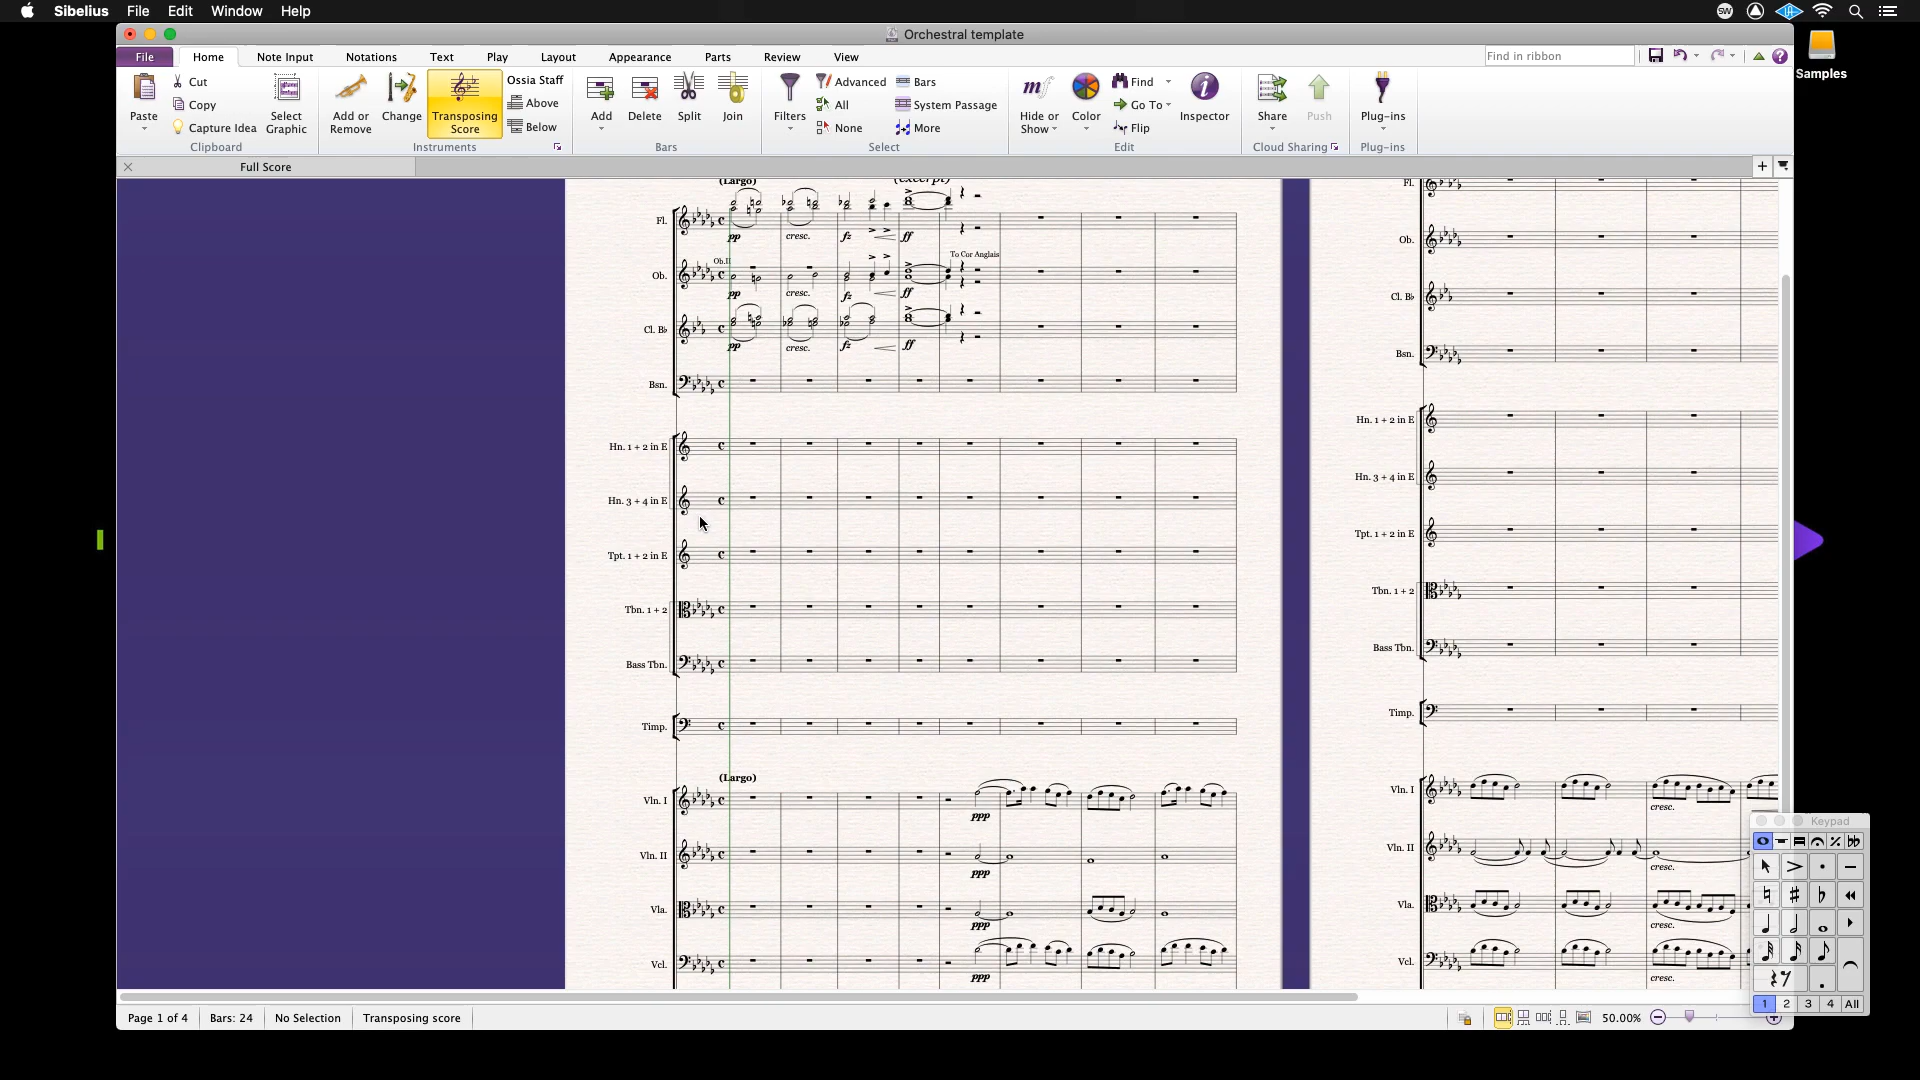 Sibelius File Edit Window Help
Orchestral template
File Home Note Input Notations Text Play Layout Appearance Parts Review View Find in ribbon
Samples
Paste Cut Copy Capture Idea Select Graphic
Clipboard
Add or Remove Change Transposing Score Ossia Staff Above Below
Instruments
Add Delete Split Join
Bars
Filters Advanced All None Bars System Passage More
Select
Hide or Show Color Find Go To Flip Inspector
Edit
Share Push
Cloud Sharing
Plug-ins
Plug-ins
Full Score
(Largo) (excerpt)
Fl.
pp cresc. fz ff
To Cor Anglais
Ob.II
Ob.
pp cresc. fz ff
Cl. B♭
pp cresc. fz ff
Bsn.
Hn. 1 + 2 in E
Hn. 3 + 4 in E
Tpt. 1 + 2 in E
Tbn. 1 + 2
Bass Tbn.
Timp.
(Largo)
Vln. I
ppp
Vln. II
ppp
Vla.
ppp
Vcl.
ppp
Fl.
Ob.
Cl. B♭
Bsn.
Hn. 1 + 2 in E
Hn. 3 + 4 in E
Tpt. 1 + 2 in E
Tbn. 1 + 2
Bass Tbn.
Timp.
Vln. I
cresc.
Vln. II
cresc.
Vla.
cresc.
Vcl.
cresc.
Keypad
1 2 3 4 All
Page 1 of 4 Bars: 24 No Selection Transposing score 50.00%